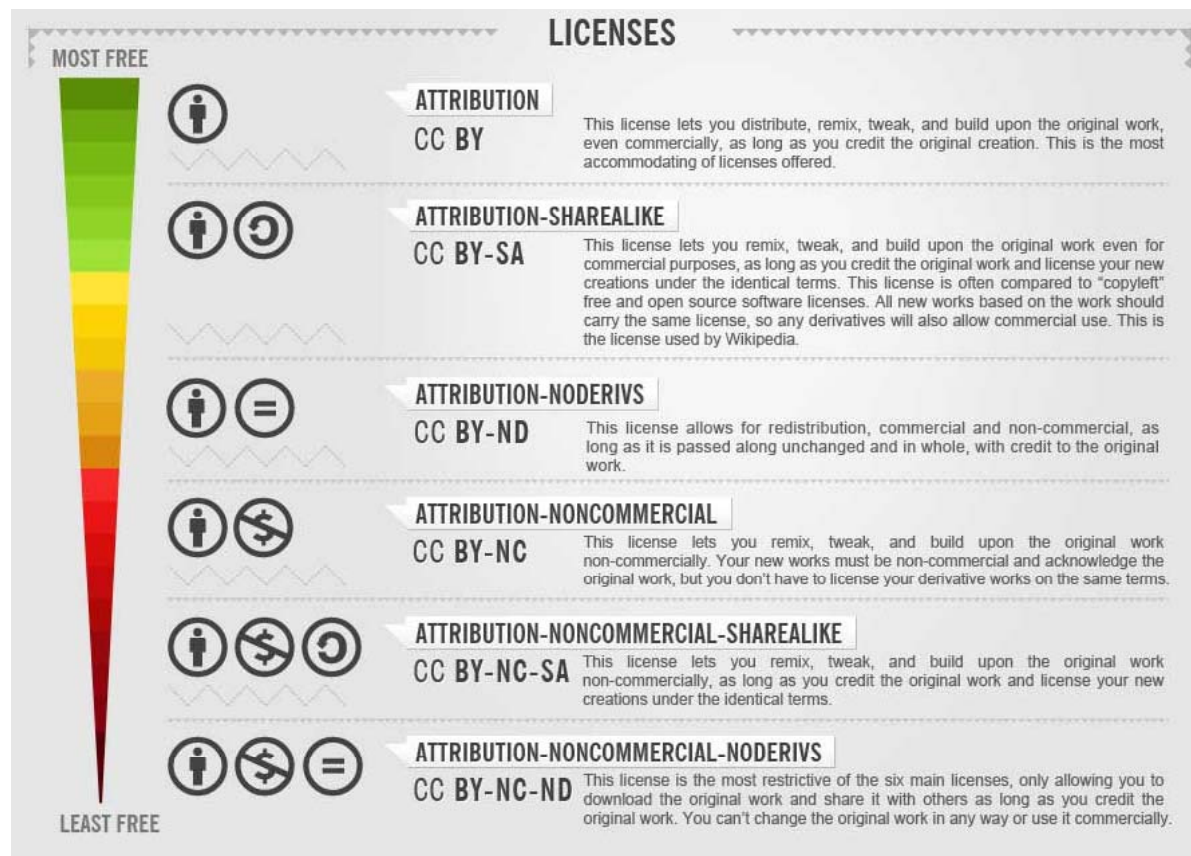 LICENSES
MOST FREE
ATTRIBUTION
CC BY
This license lets you distribute, remix, tweak, and build upon the original work,
even commercially, as long as you credit the original creation. This is the most
accommodating of licenses offered.
ATTRIBUTION-SHAREALIKE
CC BY-SA
This license lets you remix, tweak, and build upon the original work even for
commercial purposes, as long as you credit the original work and license your new
creations under the identical terms. This license is often compared to “copyleft”
free and open source software licenses. All new works based on the work should
carry the same license, so any derivatives will also allow commercial use. This is
the license used by Wikipedia.
ATTRIBUTION-NODERIVS
CC BY-ND
This license allows for redistribution, commercial and non-commercial, as
long as it is passed along unchanged and in whole, with credit to the original
work.
ATTRIBUTION-NONCOMMERCIAL
CC BY-NC
This license lets you remix, tweak, and build upon the original work
non-commercially. Your new works must be non-commercial and acknowledge the
original work, but you don’t have to license your derivative works on the same terms.
ATTRIBUTION-NONCOMMERCIAL-SHAREALIKE
CC BY-NC-SA
This license lets you remix, tweak, and build upon the original work
non-commercially, as long as you credit the original work and license your new
creations under the identical terms.
ATTRIBUTION-NONCOMMERCIAL-NODERIVS
CC BY-NC-ND
This license is the most restrictive of the six main licenses, only allowing you to
download the original work and share it with others as long as you credit the
original work. You can’t change the original work in any way or use it commercially.
LEAST FREE